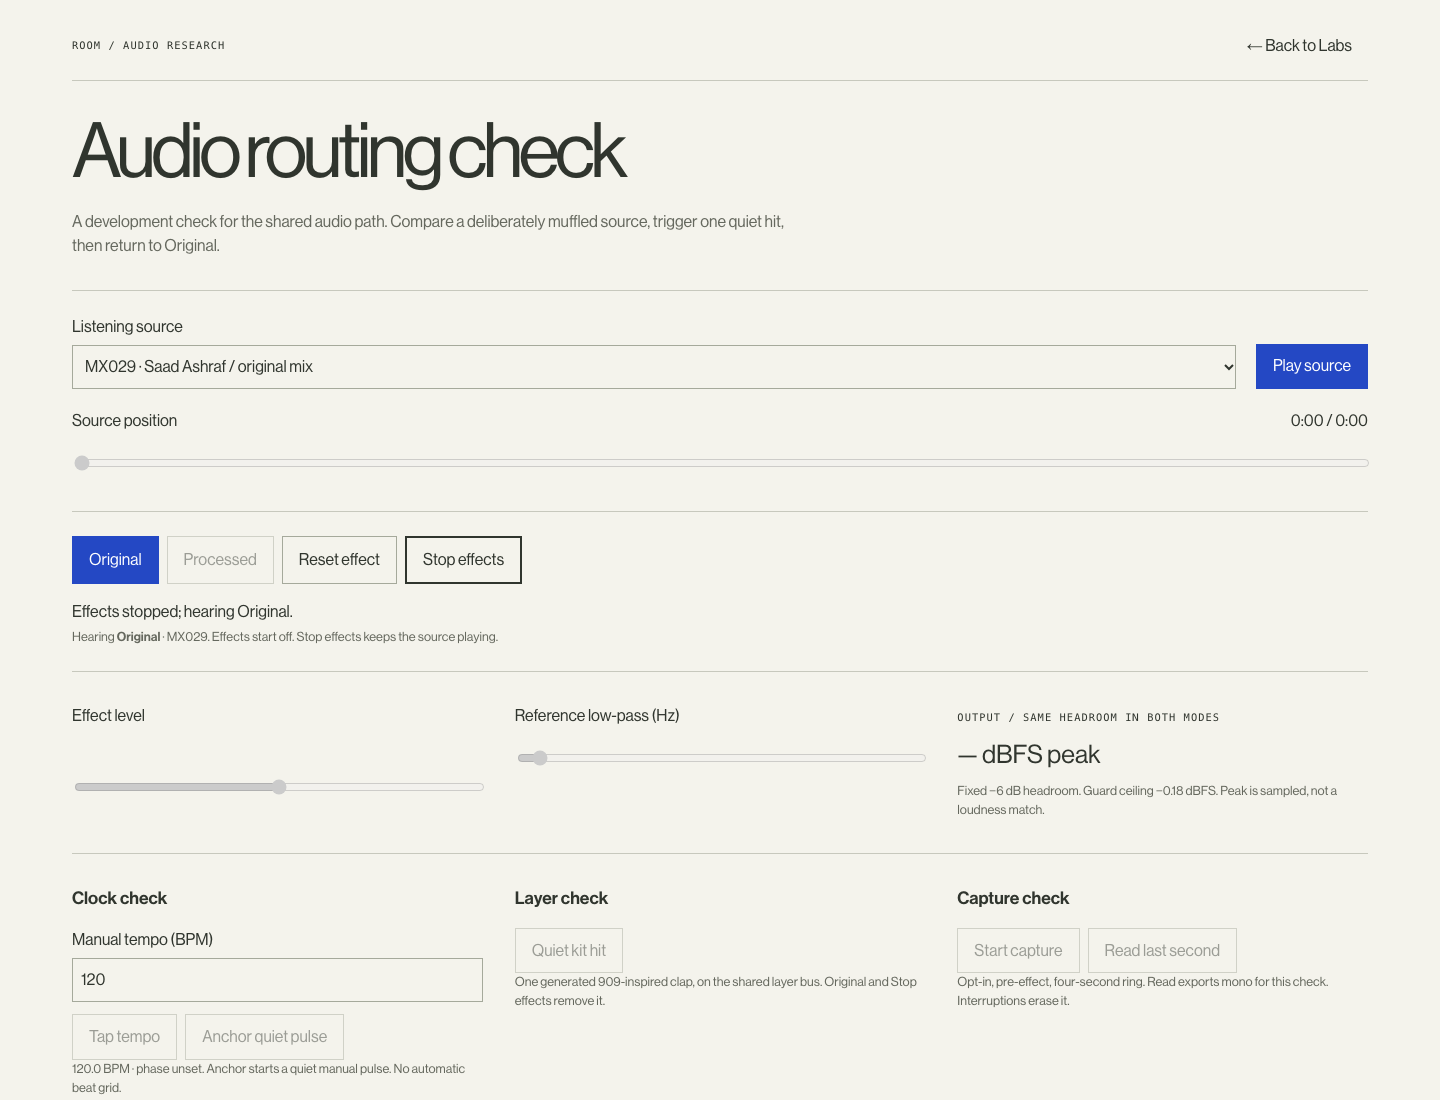 ROOM / AUDIO RESEARCH
← Back to Labs
Audio routing check
A development check for the shared audio path. Compare a deliberately muffled source, trigger one quiet hit,
then return to Original.
Listening source
MX029 · Saad Ashraf / original mix
Play source
Source position
0:00 / 0:00
Original
Processed
Reset effect
Stop effects
Effects stopped; hearing Original.
Hearing Original · MX029. Effects start off. Stop effects keeps the source playing.
Effect level
Reference low-pass (Hz)
OUTPUT / SAME HEADROOM IN BOTH MODES
— dBFS peak
Fixed −6 dB headroom. Guard ceiling −0.18 dBFS. Peak is sampled, not a
loudness match.
Clock check
Manual tempo (BPM)
120
Tap tempo
Anchor quiet pulse
120.0 BPM · phase unset. Anchor starts a quiet manual pulse. No automatic
beat grid.
Layer check
Quiet kit hit
One generated 909-inspired clap, on the shared layer bus. Original and Stop
effects remove it.
Capture check
Start capture
Read last second
Opt-in, pre-effect, four-second ring. Read exports mono for this check.
Interruptions erase it.